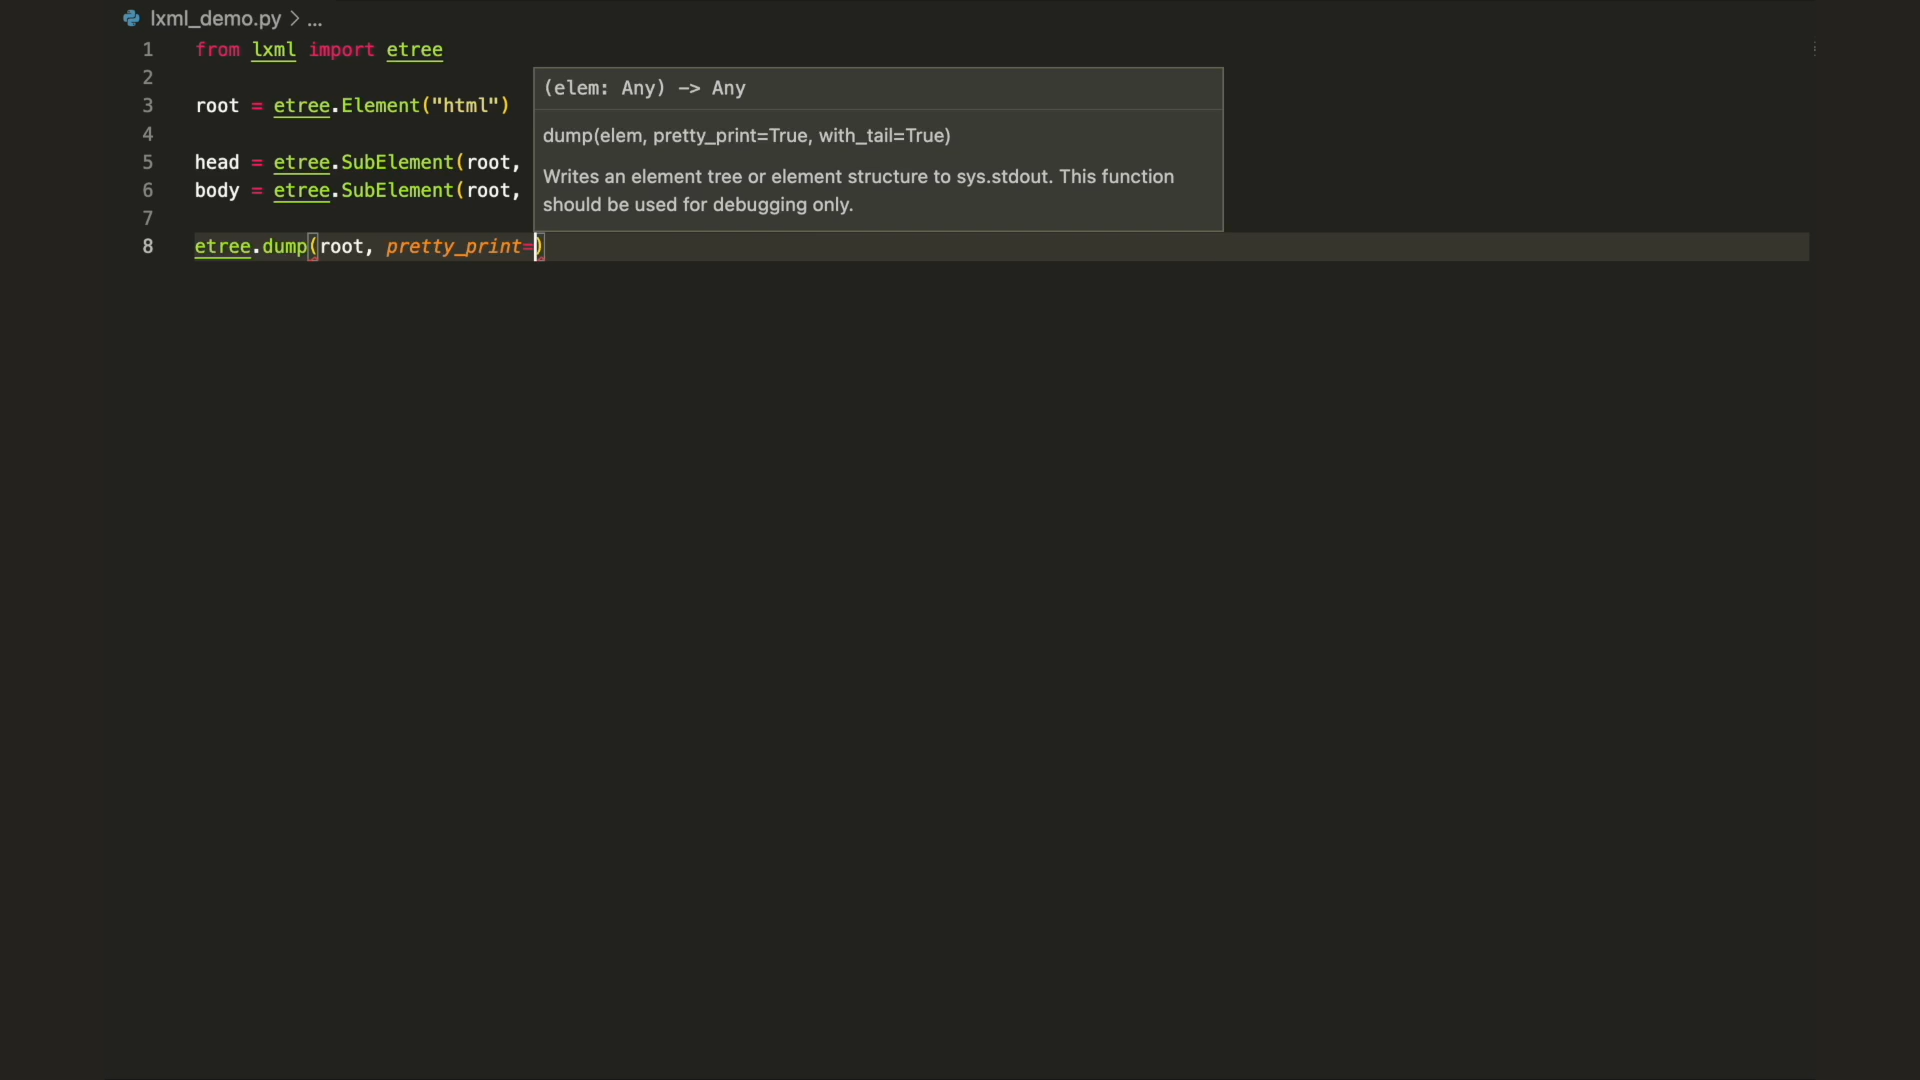 lxml_demo.py > ...
1 from lxml import etree
2
3 root = etree.Element("html")
4
5 head = etree.SubElement(root,
6 body = etree.SubElement(root,
7
8 etree.dump(root, pretty_print=)
(elem: Any) -> Any
dump(elem, pretty_print=True, with_tail=True)
Writes an element tree or element structure to sys.stdout. This function
should be used for debugging only.